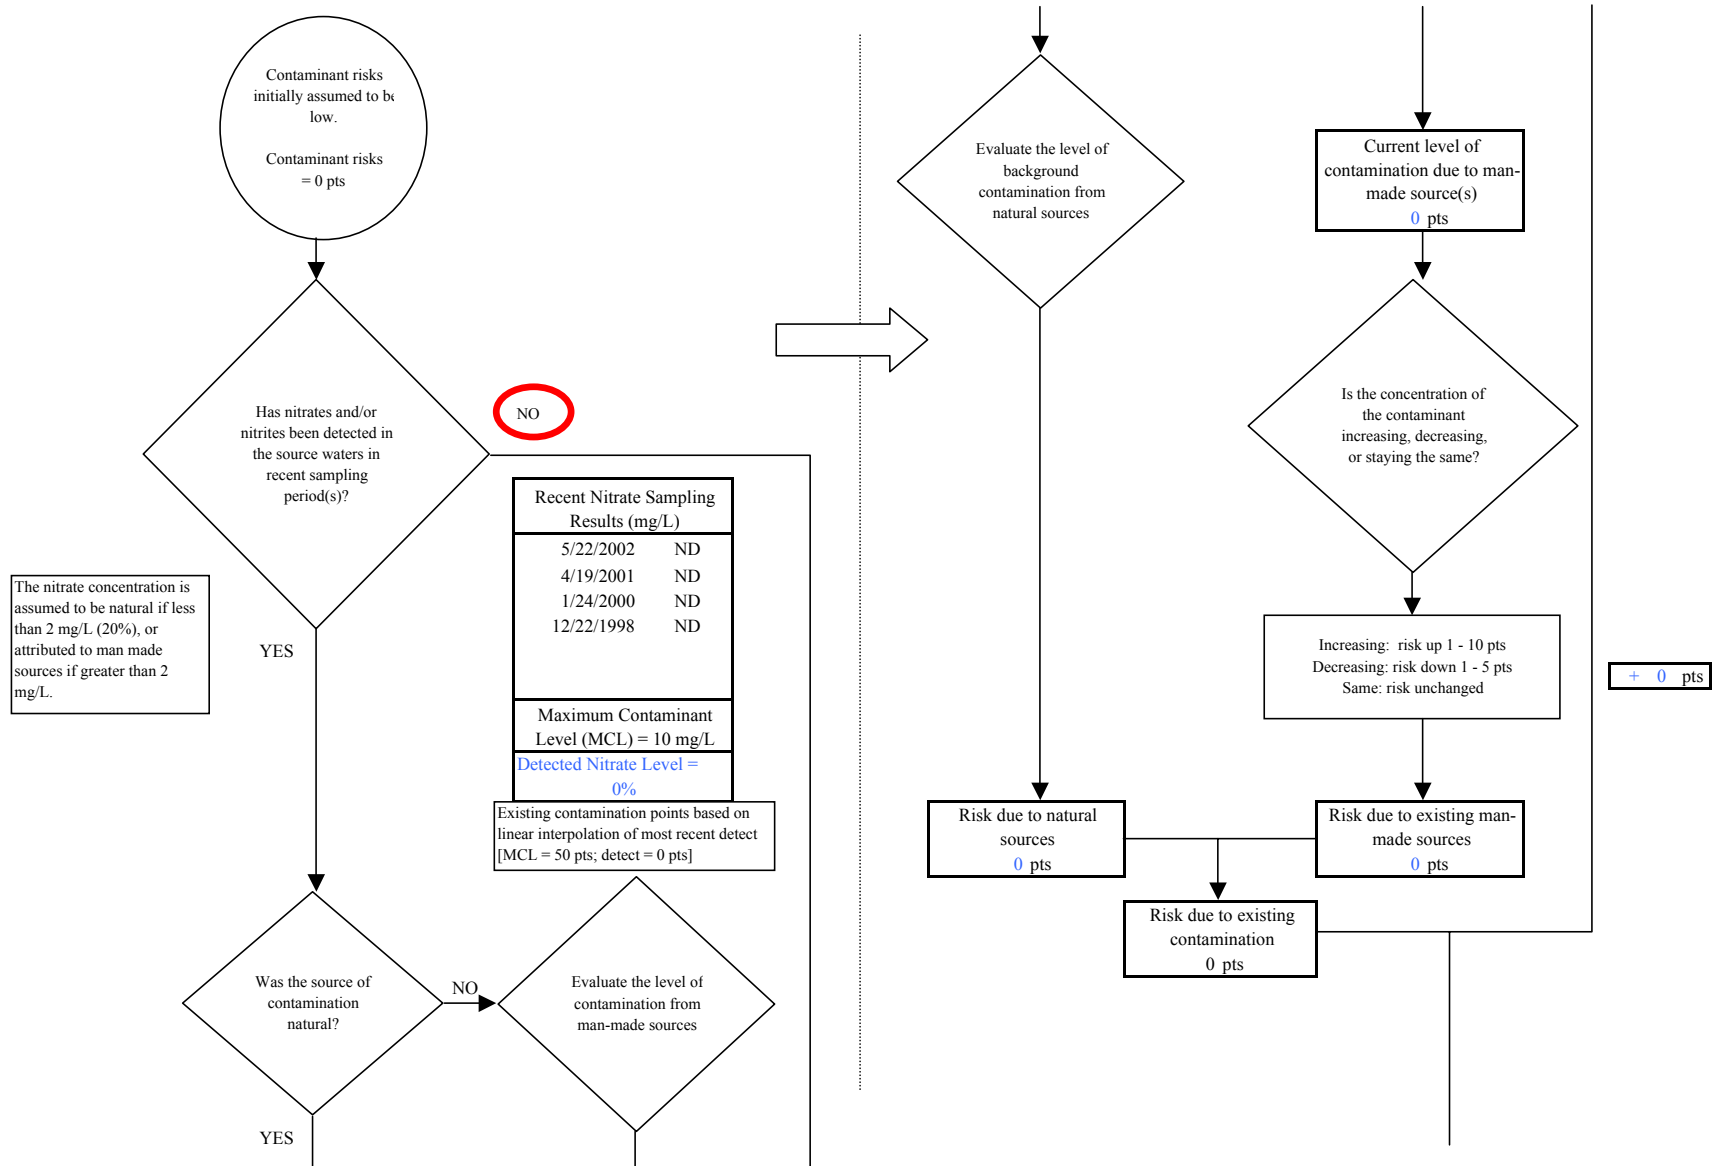 Contaminant risks
initially assumed to be
low.
Contaminant risks
= 0 pts
Has nitrates and/or
nitrites been detected in
the source waters in
recent sampling
period(s)?
NO
Recent Nitrate Sampling
Results (mg/L)
5/22/2002 ND
4/19/2001 ND
1/24/2000 ND
12/22/1998 ND
Maximum Contaminant
Level (MCL) = 10 mg/L
Detected Nitrate Level =
0%
Existing contamination points based on
linear interpolation of most recent detect
[MCL = 50 pts; detect = 0 pts]
The nitrate concentration is
assumed to be natural if less
than 2 mg/L (20%), or
attributed to man made
sources if greater than 2
mg/L.
YES
Was the source of
contamination
natural?
NO
Evaluate the level of
contamination from
man-made sources
YES
Evaluate the level of
background
contamination from
natural sources
Current level of
contamination due to man-
made source(s)
0 pts
Is the concentration of
the contaminant
increasing, decreasing,
or staying the same?
Increasing: risk up 1 - 10 pts
Decreasing: risk down 1 - 5 pts
Same: risk unchanged
+ 0 pts
Risk due to natural
sources
0 pts
Risk due to existing man-
made sources
0 pts
Risk due to existing
contamination
0 pts